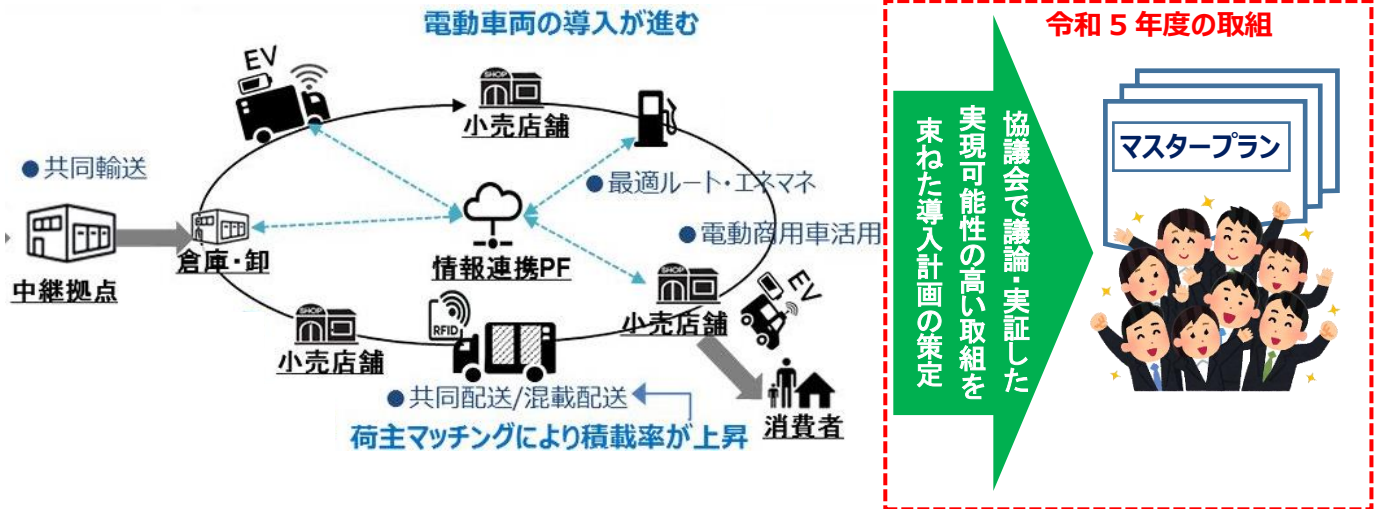 電動車両の導入が進む
EV
SHOP
小売店舗
●共同輸送
●最適ルート・エネマネ
●電動商用車活用
倉庫・卸
中継拠点
情報連携PF
SHOP
小売店舗
EV
SHOP
小売店舗
RFID
●共同配送/混載配送
荷主マッチングにより積載率が上昇
消費者
令和5年度の取組
協議会で議論・実証した
実現可能性の高い取組を
束ねた導入計画の策定
マスタープラン